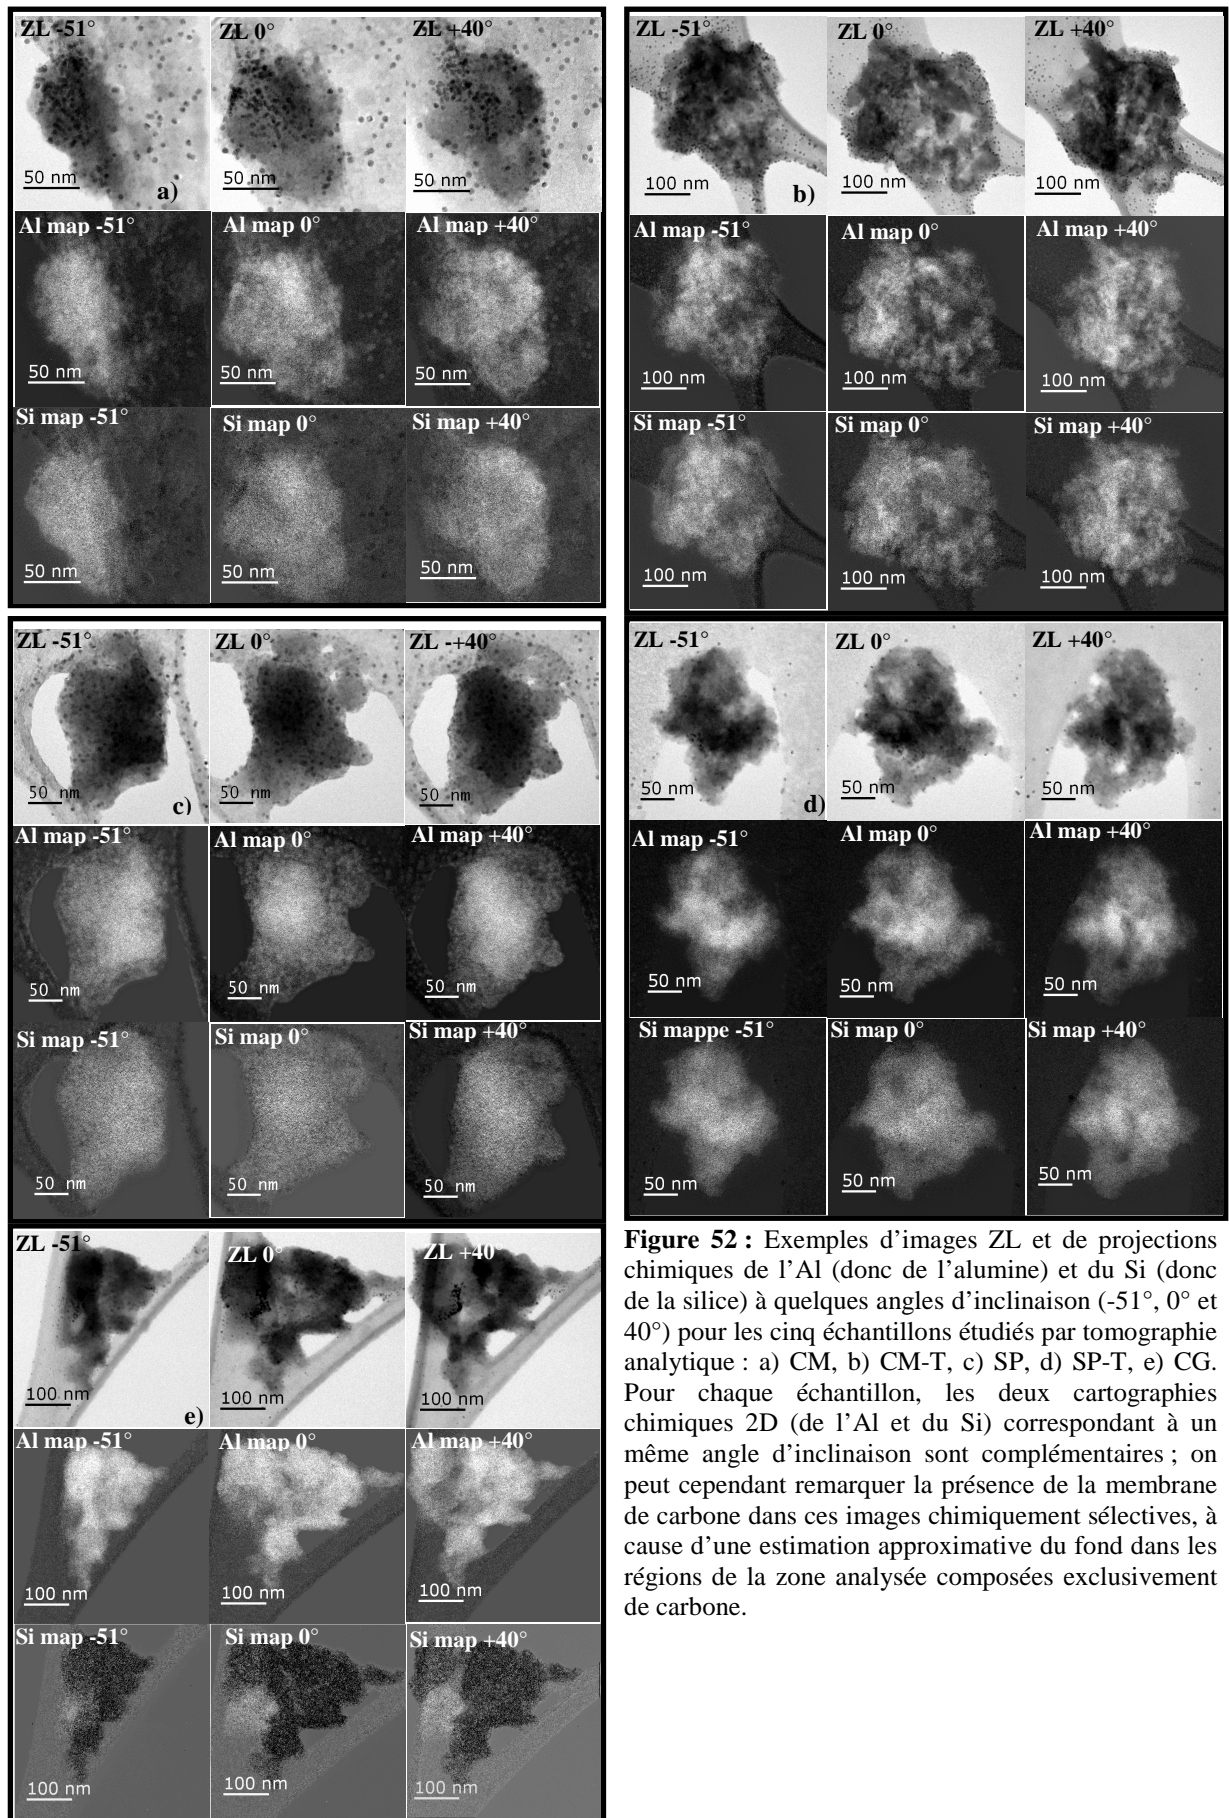 ZL -51°
ZL 0°
ZL +40°
50 nm
a)
50 nm
50 nm
Al map -51°
Al map 0°
Al map +40°
50 nm
50 nm
50 nm
Si map -51°
Si map 0°
Si map +40°
50 nm
50 nm
50 nm
ZL -51°
ZL 0°
ZL +40°
100 nm
b)
100 nm
100 nm
Al map -51°
Al map 0°
Al map +40°
100 nm
100 nm
100 nm
Si map -51°
Si map 0°
Si map +40°
100 nm
100 nm
100 nm
ZL -51°
ZL 0°
ZL -+40°
50 nm
c)
50 nm
50 nm
Al map -51°
Al map 0°
Al map +40°
50 nm
50 nm
50 nm
Si map -51°
Si map 0°
Si map +40°
50 nm
50 nm
50 nm
ZL -51°
ZL 0°
ZL +40°
50 nm
d)
50 nm
50 nm
Al map -51°
Al map 0°
Al map +40°
50 nm
50 nm
50 nm
Si mappe -51°
Si map 0°
Si map +40°
50 nm
50 nm
50 nm
ZL -51°
ZL 0°
ZL +40°
100 nm
e)
100 nm
100 nm
Al map -51°
Al map 0°
Al map +40°
100 nm
100 nm
100 nm
Si map -51°
Si map 0°
Si map +40°
100 nm
100 nm
100 nm
Figure 52 : Exemples d'images ZL et de projections
chimiques de l'Al (donc de l'alumine) et du Si (donc
de la silice) à quelques angles d'inclinaison (-51°, 0° et
40°) pour les cinq échantillons étudiés par tomographie
analytique : a) CM, b) CM-T, c) SP, d) SP-T, e) CG.
Pour chaque échantillon, les deux cartographies
chimiques 2D (de l'Al et du Si) correspondant à un
même angle d'inclinaison sont complémentaires ; on
peut cependant remarquer la présence de la membrane
de carbone dans ces images chimiquement sélectives, à
cause d'une estimation approximative du fond dans les
régions de la zone analysée composées exclusivement
de carbone.